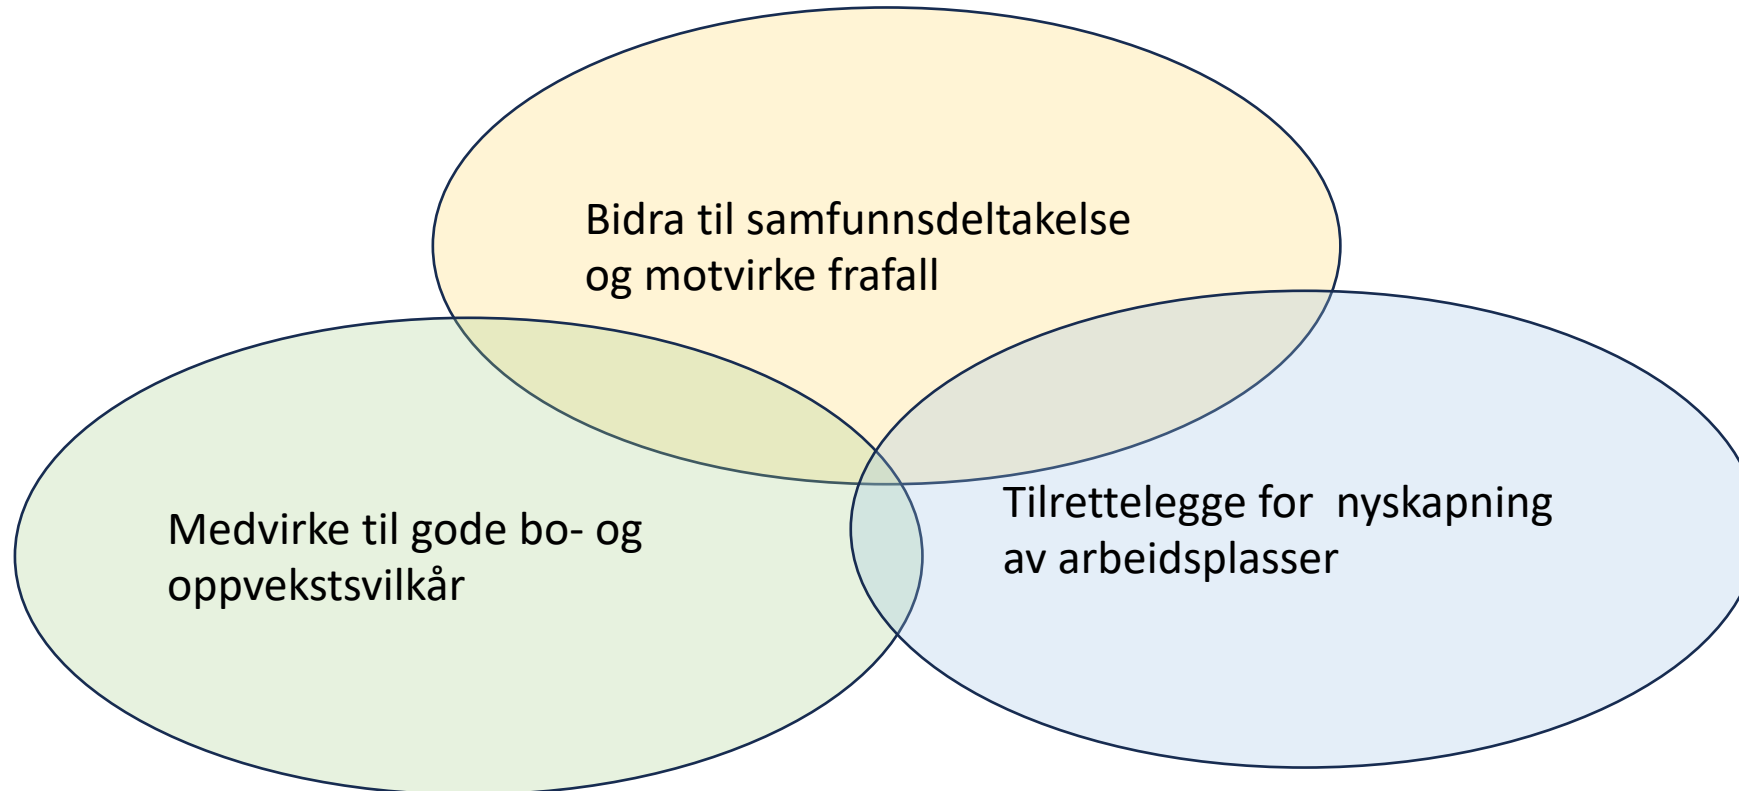 Bidra til samfunnsdeltakelse
og motvirke frafall
Medvirke til gode bo- og
oppvekstsvilkår
Tilrettelegge for  nyskapning
av arbeidsplasser